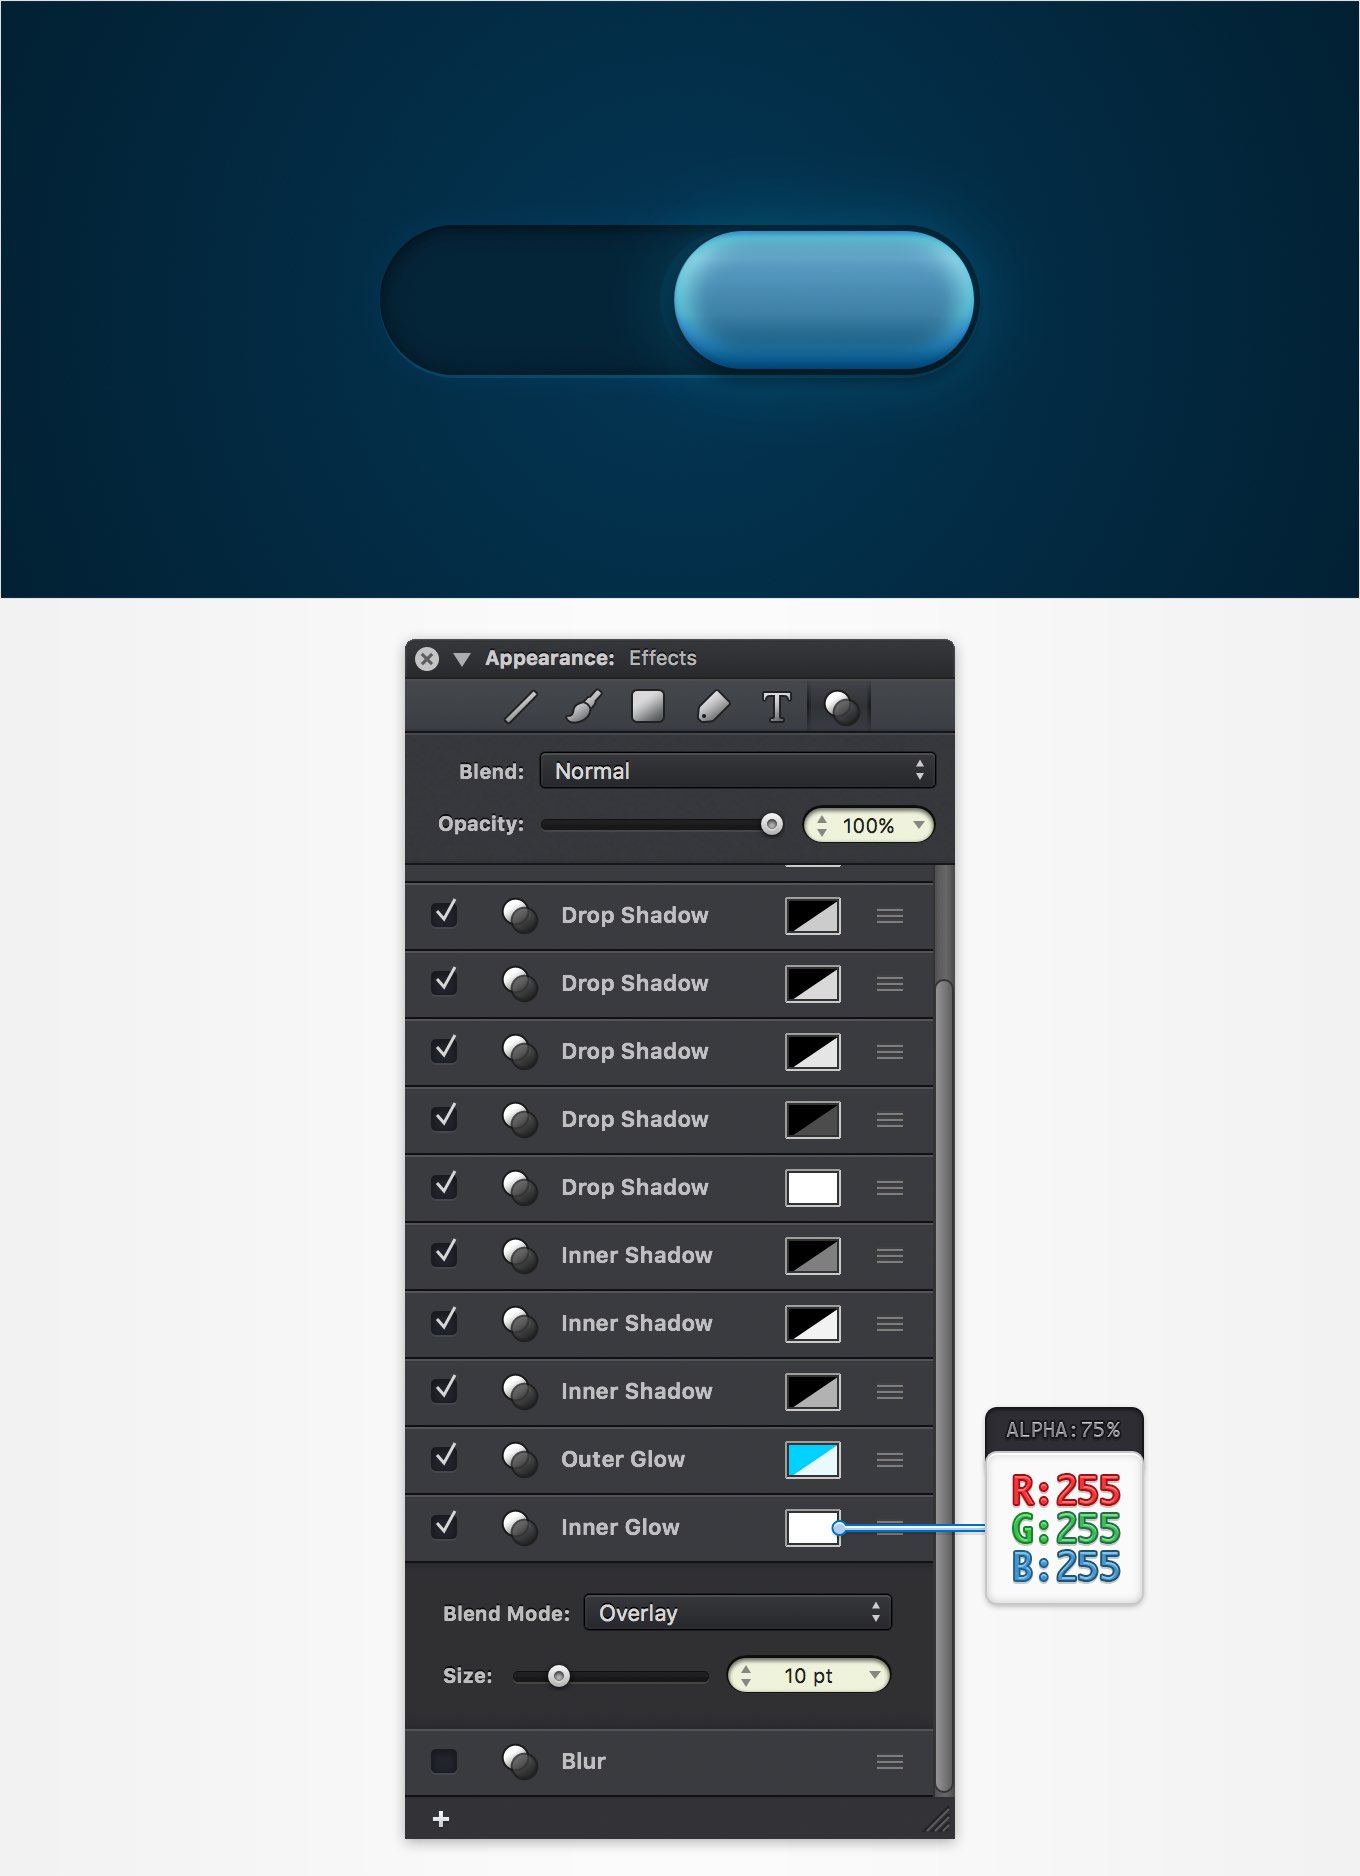 Appearance: Effects
T
Blend: Normal
Opacity: 100%
Drop Shadow
Drop Shadow
Drop Shadow
Drop Shadow
Drop Shadow
Inner Shadow
Inner Shadow
Inner Shadow
Outer Glow
Inner Glow
ALPHA:75%
R:255
G:255
B:255
Blend Mode: Overlay
Size: 10 pt
Blur